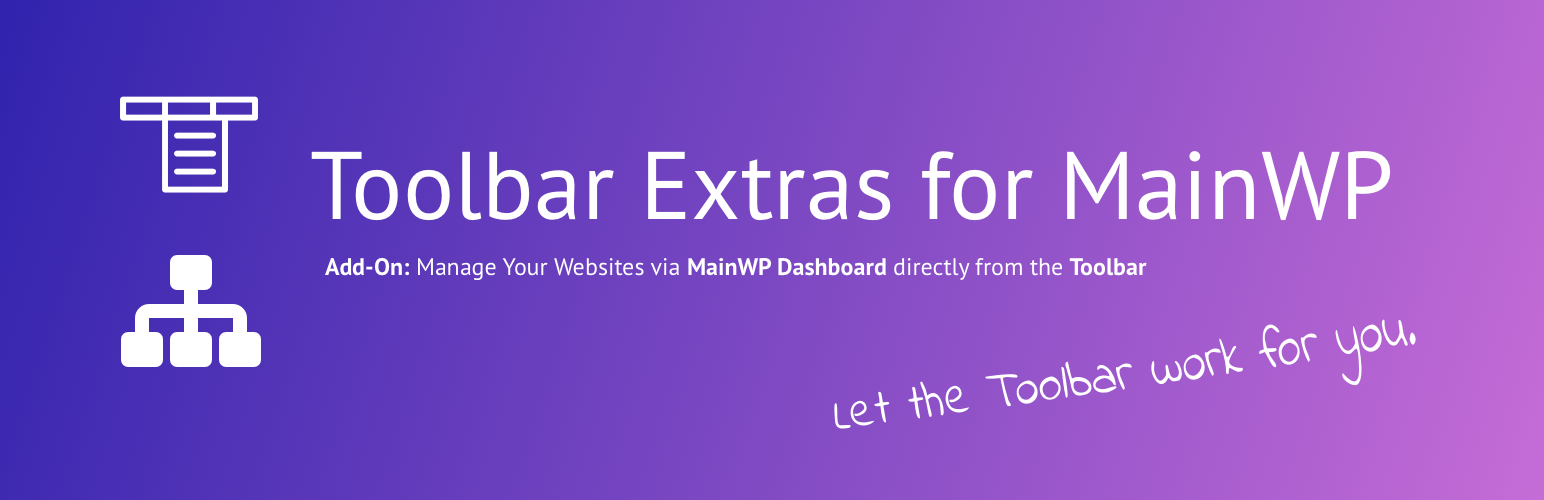 Toolbar Extras for MainWP
Add-On: Manage Your Websites via MainWP Dashboard directly from the Toolbar
Let the Toolbar work for you.